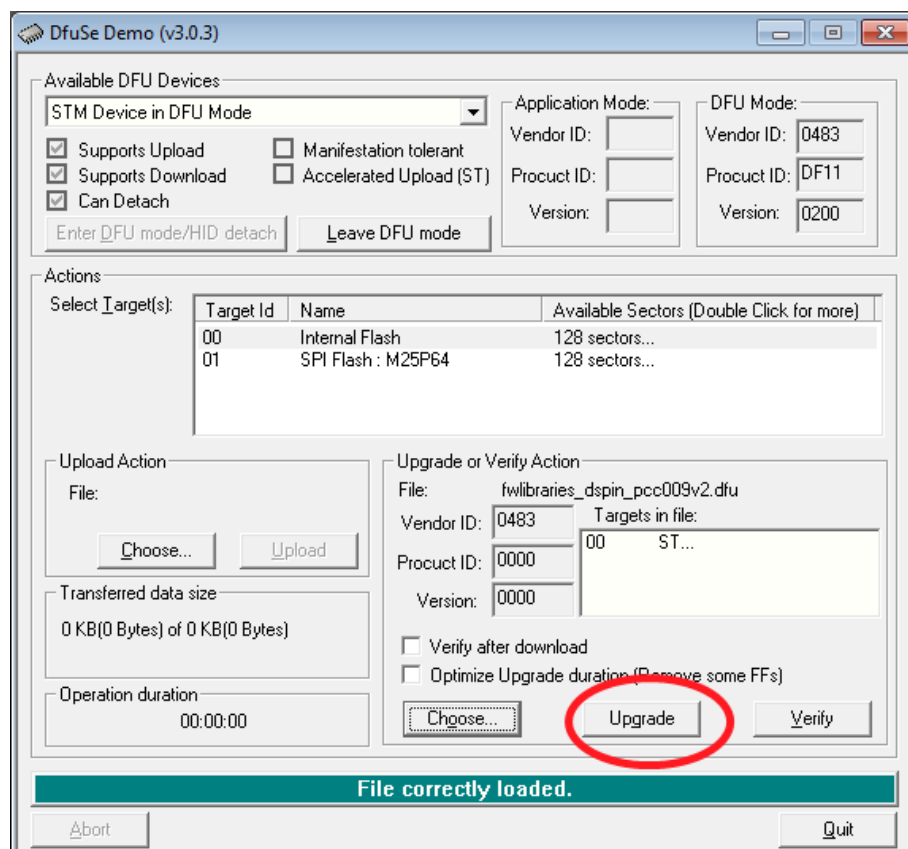 DfuSe Demo (v3.0.3)
Available DFU Devices
STM Device in DFU Mode
Supports Upload
Manifestation tolerant
Supports Download
Accelerated Upload (ST)
Can Detach
Enter DFU mode/HID detach
Leave DFU mode
Application Mode:
Vendor ID:
Procuct ID:
Version:
DFU Mode:
Vendor ID: 0483
Procuct ID: DF11
Version: 0200
Actions
Select Target(s):
Target Id Name Available Sectors (Double Click for more)
00 Internal Flash 128 sectors...
01 SPI Flash : M25P64 128 sectors...
Upload Action
File:
Choose... Upload
Transferred data size
0 KB(0 Bytes) of 0 KB(0 Bytes)
Operation duration
00:00:00
Upgrade or Verify Action
File: fwlibraries_dspin_pcc009v2.dfu
Vendor ID: 0483
Procuct ID: 0000
Version: 0000
Targets in file:
00 ST...
Verify after download
Optimize Upgrade duration (Remove some FFs)
Choose... Upgrade Verify
File correctly loaded.
Abort Quit